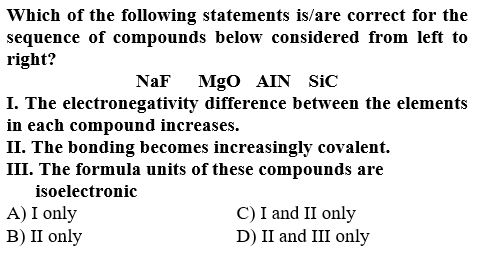 Which of the following statements is/are correct for the
sequence of compounds below considered from left to
right?
NaF MgO AIN SiC
I. The electronegativity difference between the elements
in each compound increases.
II. The bonding becomes increasingly covalent.
III. The formula units of these compounds are
isoelectronic
A) I only C) I and II only
B) II only D) II and III only